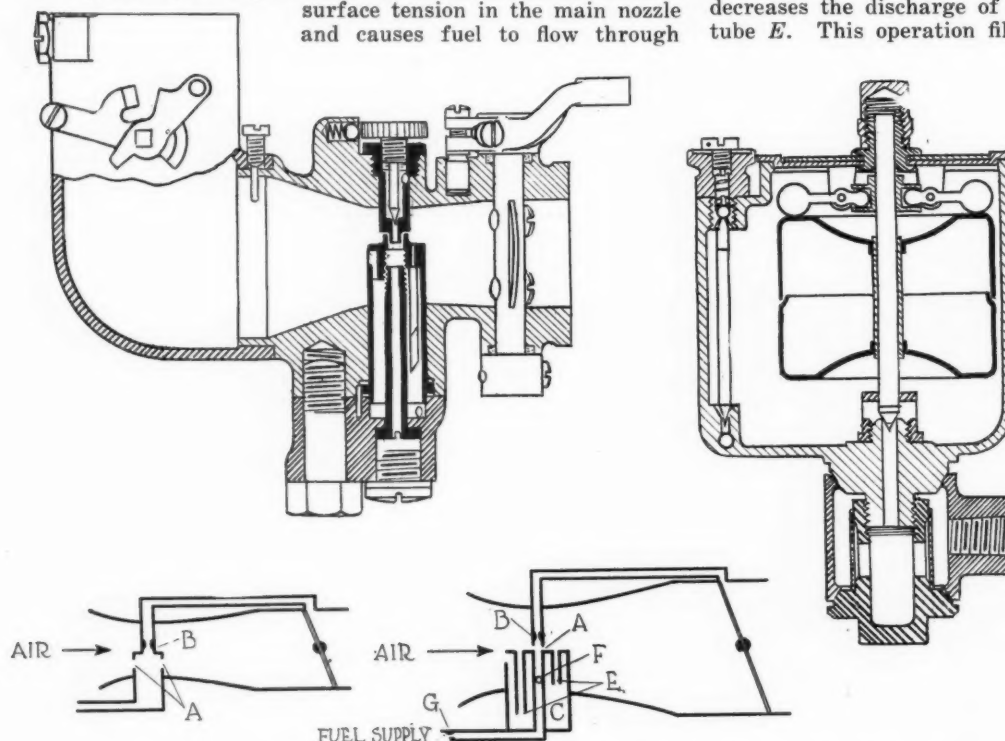 surface tension in the main nozzle
and causes fuel to flow through
decreases the discharge of
tube E. This operation
B
AIR
A
B
A
AIR
F
E
G
C
FUEL SUPPLY